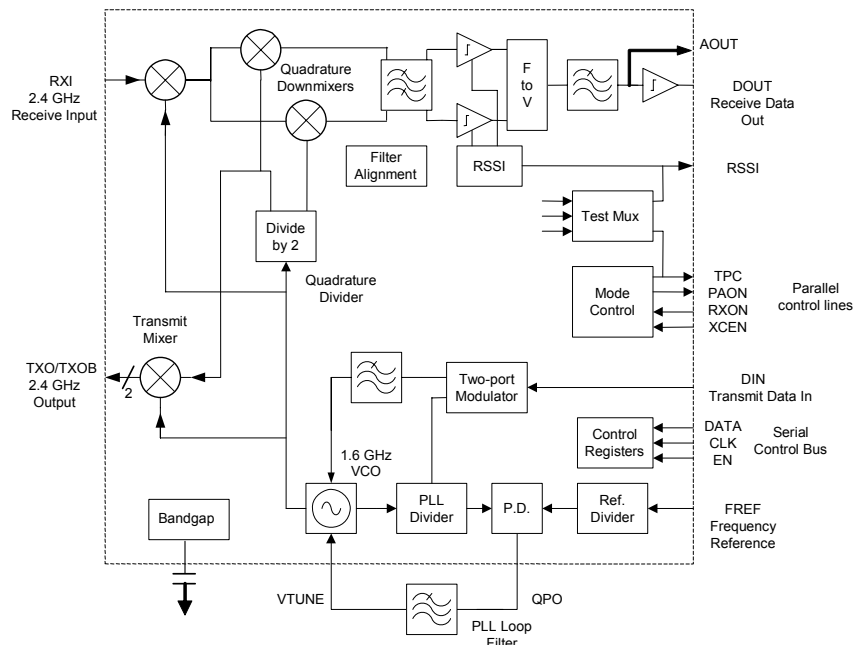 RXI
2.4 GHz
Receive Input
Quadrature
Downmixers
F
to
V
AOUT
DOUT
Receive Data
Out
Filter
Alignment
RSSI
RSSI
Test Mux
Divide
by 2
Quadrature
Divider
TPC
PAON
RXON
XCEN
Parallel
control lines
Mode
Control
Transmit
Mixer
TXO/TXOB
2.4 GHz
Output
2
Two-port
Modulator
DIN
Transmit Data In
Control
Registers
DATA
CLK
EN
Serial
Control Bus
1.6 GHz
VCO
PLL
Divider
P.D.
Ref.
Divider
FREF
Frequency
Reference
Bandgap
VTUNE
QPO
PLL Loop
Filter